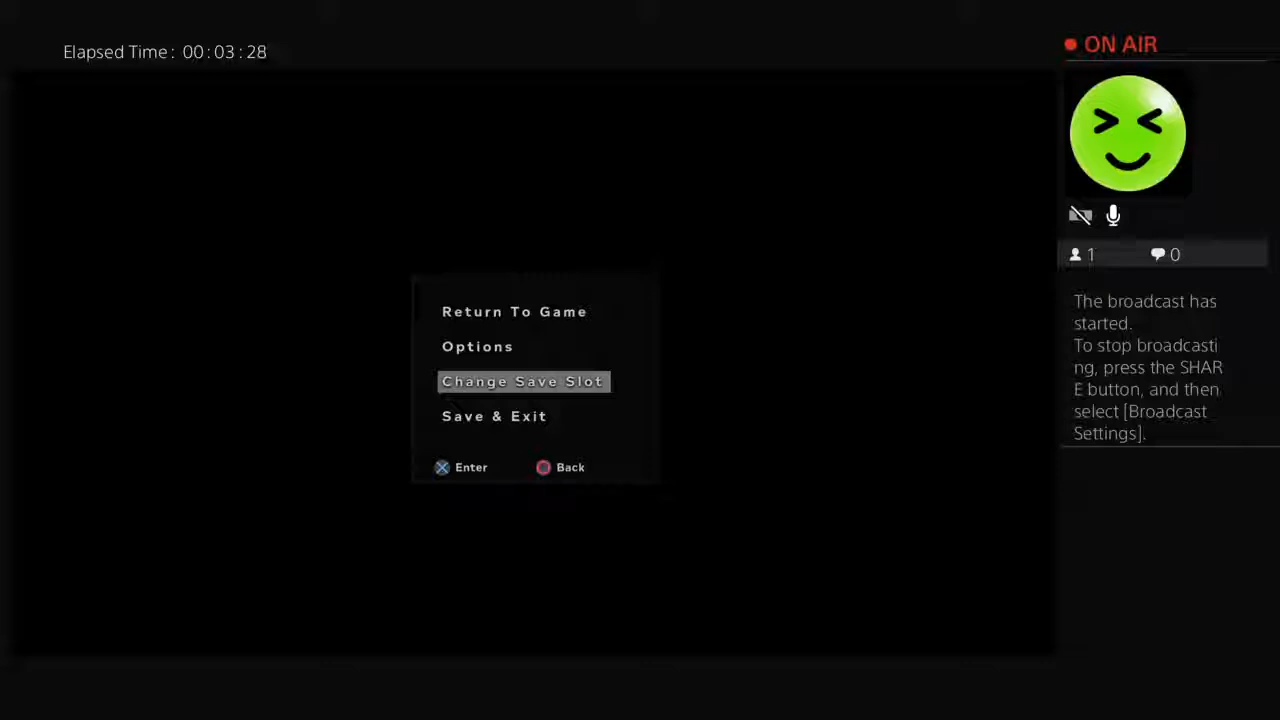 Elapsed Time: 00:03:28
ON AIR
1 0
The broadcast has
started.
To stop broadcasti
ng, press the SHAR
E button, and then
select [Broadcast
Settings].
Return To Game
Options
Change Save Slot
Save & Exit
Enter Back